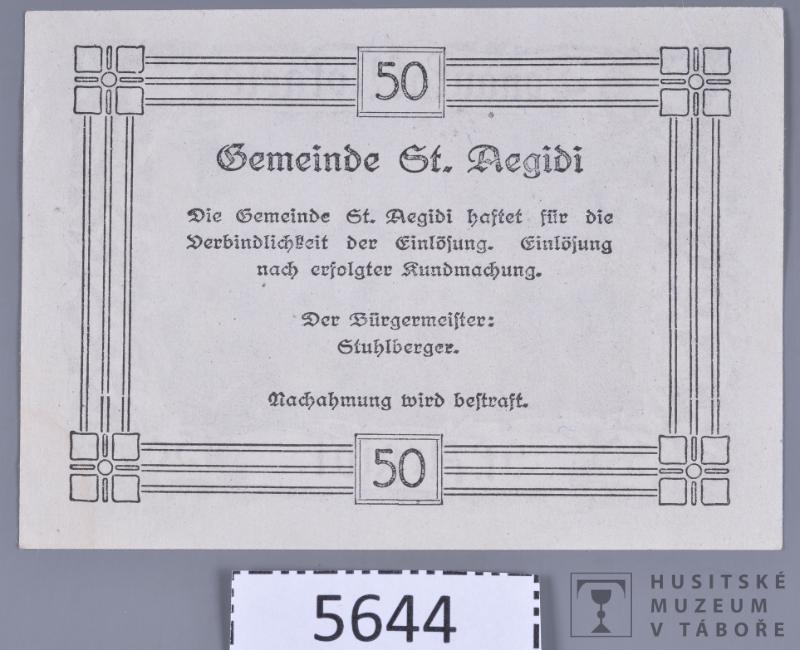 50
Gemeinde St. Aegidi
Die Gemeinde St. Aegidi haftet für die
Verbindlichkeit der Einlösung. Einlösung
nach erfolgter Kundmachung.
Der Bürgermeister:
Stuhlberger.
Nachahmung wird bestraft.
50
5644
HUSITSKÉ
MUZEUM
V TÁBOŘE